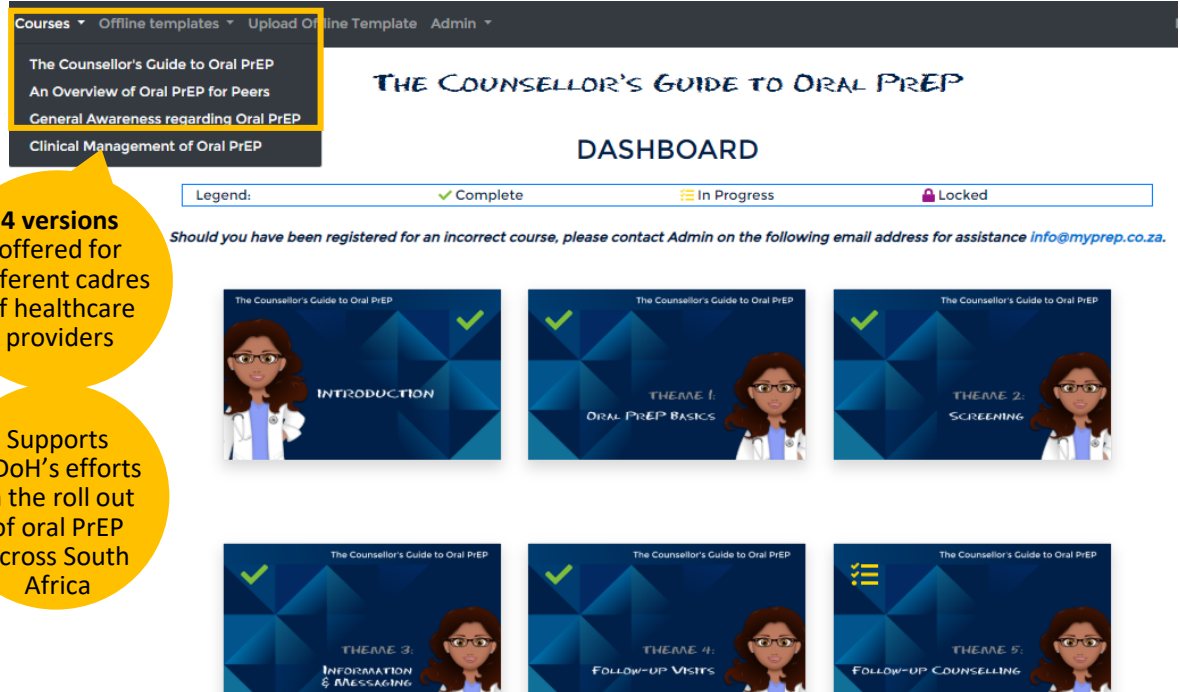 Courses Offline templates Upload Offline Template Admin
The Counsellor's Guide to Oral PrEP
An Overview of Oral PrEP for Peers
General Awareness regarding Oral PrEP
Clinical Management of Oral PrEP
THE COUNSELLOR'S GUIDE TO ORAL PREP
DASHBOARD
Legend: Complete In Progress Locked
Should you have been registered for an incorrect course, please contact Admin on the following email address for assistance info@myprep.co.za.
4 versions
offered for
fferent cadres
f healthcare
providers
Supports
DoH's efforts
the roll out
of oral PrEP
cross South
Africa
The Counsellor's Guide to Oral PrEP
INTRODUCTION
The Counsellor's Guide to Oral PrEP
THEME 1:
ORAL PREP BASICS
The Counsellor's Guide to Oral PrEP
THEME 2:
SCREENING
The Counsellor's Guide to Oral PrEP
THEME 3:
INFORMATION
& MESSAGING
The Counsellor's Guide to Oral PrEP
THEME 4:
FOLLOW-UP VISITS
The Counsellor's Guide to Oral PrEP
THEME 5:
FOLLOW-UP COUNSELLING